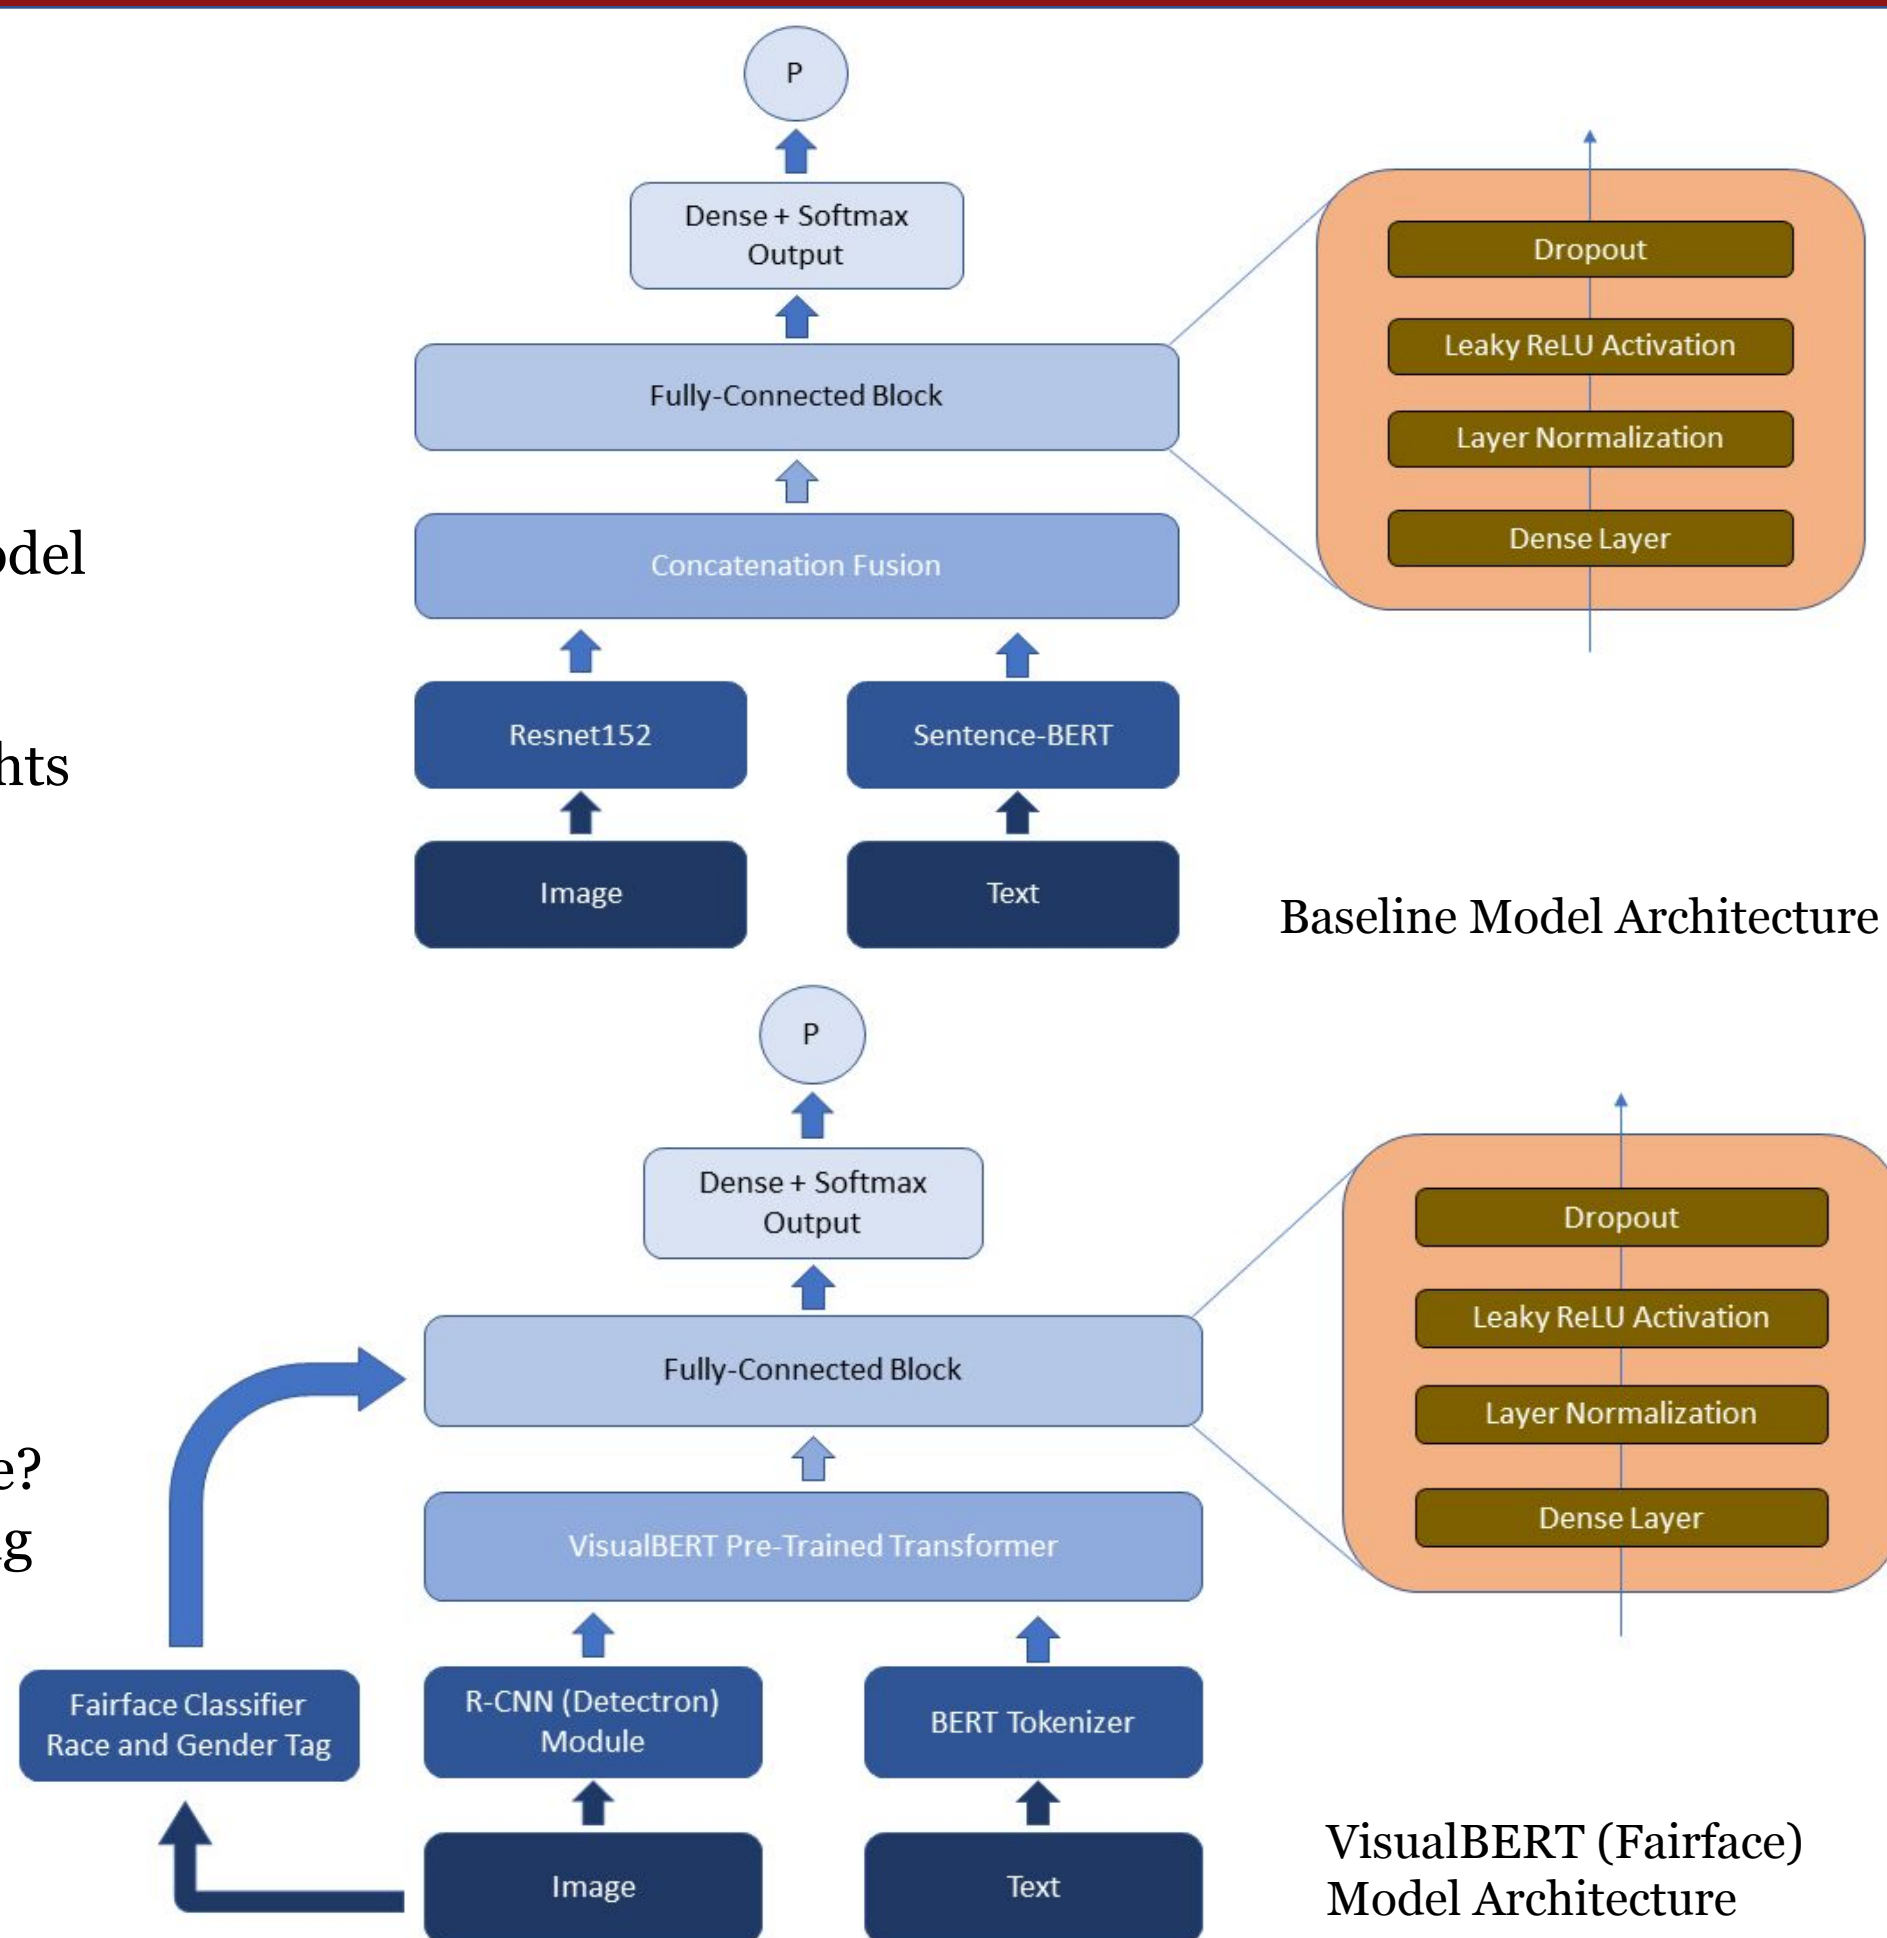 P
Dense + Softmax
Output
Fully-Connected Block
Concatenation Fusion
Resnet152
Sentence-BERT
Image
Text
Dropout
Leaky ReLU Activation
Layer Normalization
Dense Layer
Baseline Model Architecture
P
Dense + Softmax
Output
Fully-Connected Block
VisualBERT Pre-Trained Transformer
Fairface Classifier
Race and Gender Tag
R-CNN (Detectron)
Module
BERT Tokenizer
Image
Text
Dropout
Leaky ReLU Activation
Layer Normalization
Dense Layer
VisualBERT (Fairface)
Model Architecture